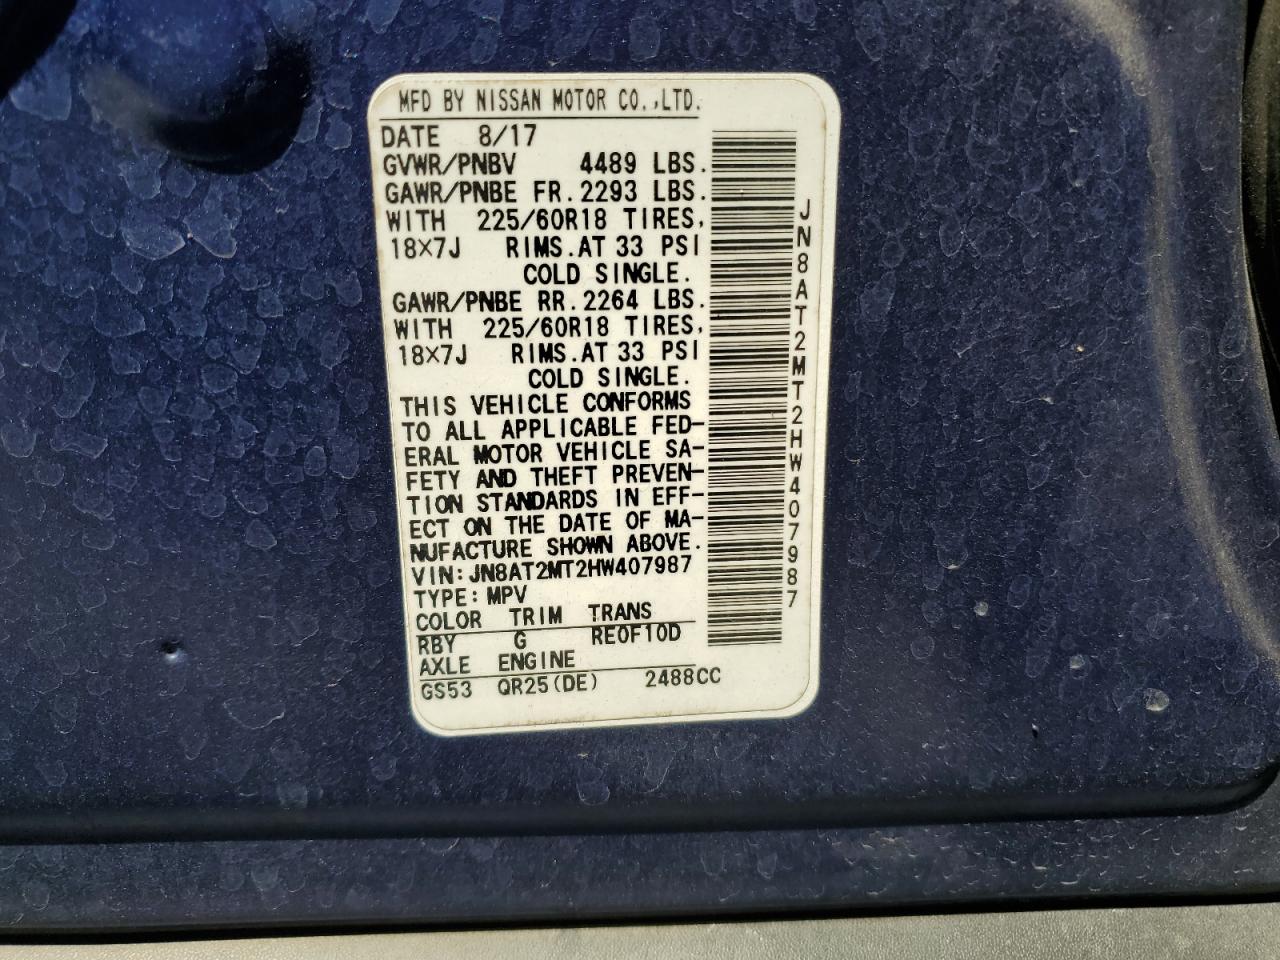 MFD BY NISSAN MOTOR CO.,LTD.
DATE 8/17
GVWR/PNBV 4489 LBS.
GAWR/PNBE FR.2293 LBS.
WITH 225/60R18 TIRES,
18×7J RIMS.AT 33 PSI
COLD SINGLE.
GAWR/PNBE RR.2264 LBS.
WITH 225/60R18 TIRES,
18×7J RIMS.AT 33 PSI
COLD SINGLE.
THIS VEHICLE CONFORMS
TO ALL APPLICABLE FED-
ERAL MOTOR VEHICLE SA-
FETY AND THEFT PREVEN-
TION STANDARDS IN EFF-
ECT ON THE DATE OF MA-
NUFACTURE SHOWN ABOVE.
VIN:JN8AT2MT2HW407987
TYPE:MPV
COLOR TRIM TRANS
RBY G RE0F10D
AXLE ENGINE
GS53 QR25(DE) 2488CC
JN8AT2MT2HW407987